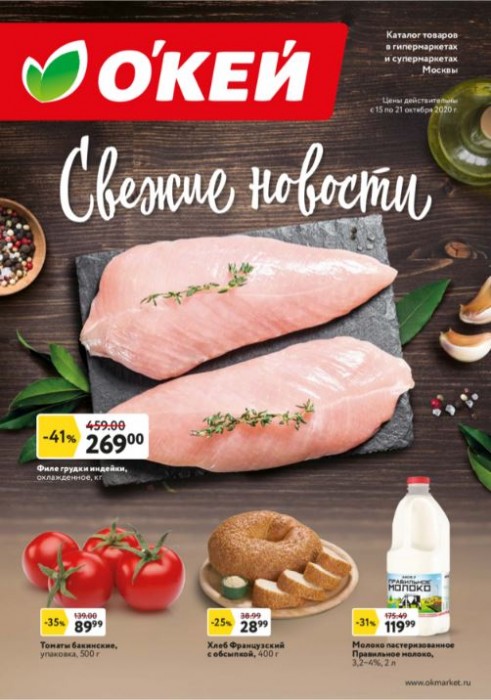 О'КЕЙ
Каталог товаров
в гипермаркетах
и супермаркетах
Москвы
Цены действительны
с 15 по 21 октября 2020 г.
Свежие новости
-41%
459.00
269 00
Филе грудки индейки,
охлажденное, кг
-35%
139.00
89 99
Томаты бакинские,
упаковка, 500 г
-25%
38.99
28 99
Хлеб Французский
с обсыпкой, 400 г
ПРАВИЛЬНОЕ
МОЛОКО
-31%
175.49
119 99
Молоко пастеризованное
Правильное молоко,
3,2–4%, 2 л
www.okmarket.ru